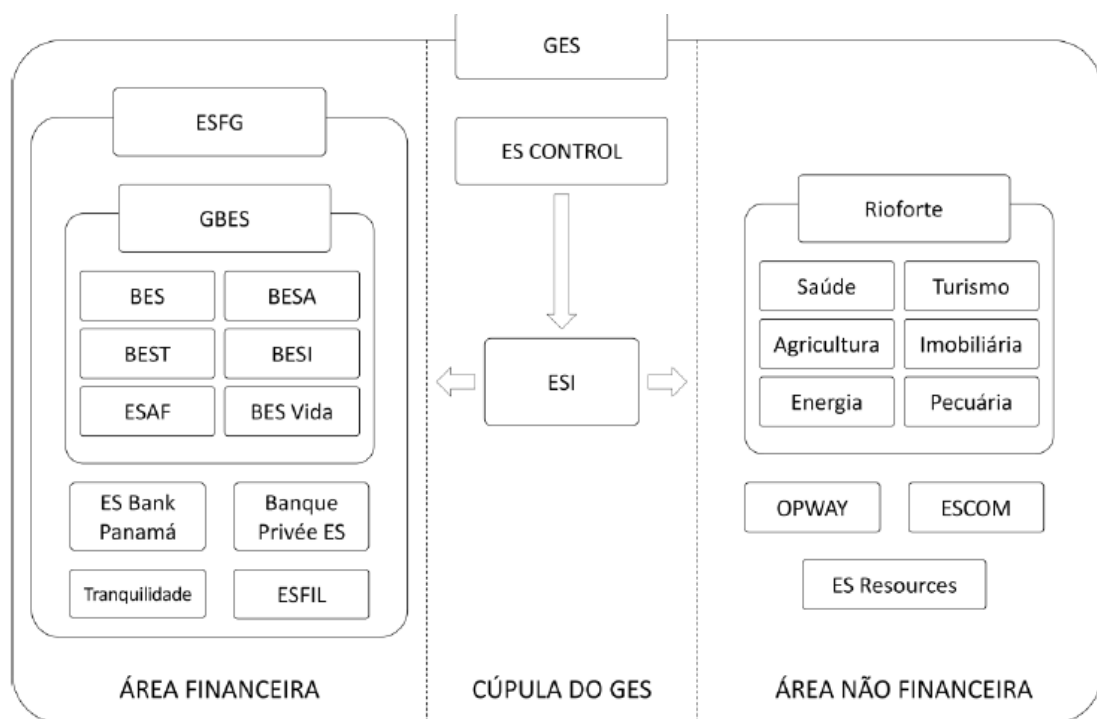 GES
ESFG
GBES
BES
BESA
BEST
BESI
ESAF
BES Vida
ES Bank
Panamá
Banque
Privée ES
Tranquilidade
ESFIL
ÁREA FINANCEIRA
ES CONTROL
ESI
CÚPULA DO GES
Rioforte
Saúde
Turismo
Agricultura
Imobiliária
Energia
Pecuária
OPWAY
ESCOM
ES Resources
ÁREA NÃO FINANCEIRA